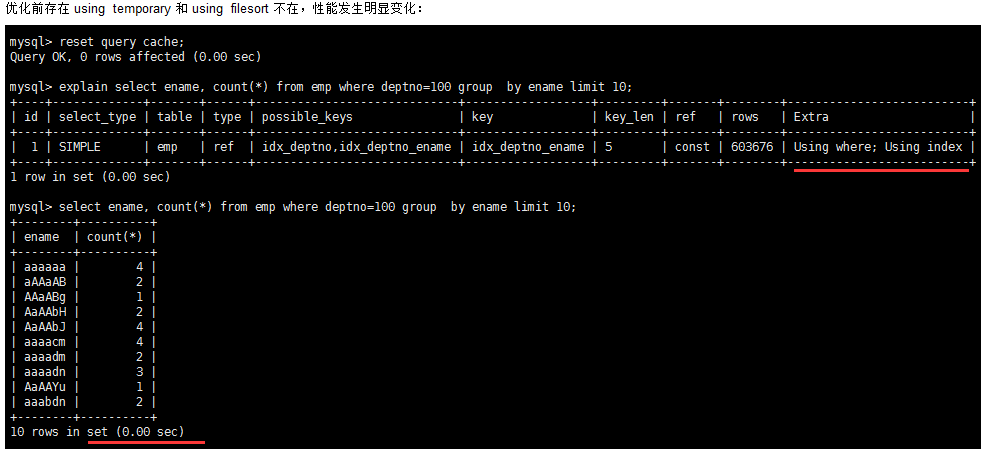 优化前存在 using temporary 和 using filesort 不在，性能发生明显变化：
mysql> reset query cache;
Query OK, 0 rows affected (0.00 sec)
mysql> explain select ename, count(*) from emp where deptno=100 group  by ename limit 10;
+----+-------------+-------+------+-----------------------------+------------------+---------+-------+--------+--------------------------+
| id | select_type | table | type | possible_keys               | key              | key_len | ref   | rows   | Extra                    |
+----+-------------+-------+------+-----------------------------+------------------+---------+-------+--------+--------------------------+
|  1 | SIMPLE      | emp   | ref  | idx_deptno,idx_deptno_ename | idx_deptno_ename | 5       | const | 603676 | Using where; Using index |
+----+-------------+-------+------+-----------------------------+------------------+---------+-------+--------+--------------------------+
1 row in set (0.00 sec)
mysql> select ename, count(*) from emp where deptno=100 group  by ename limit 10;
+--------+----------+
| ename  | count(*) |
+--------+----------+
| aaaaaa |        4 |
| aAAaAB |        2 |
| AAaABg |        1 |
| AaAAbH |        2 |
| AaAAbJ |        4 |
| aaaacm |        4 |
| aaaadm |        2 |
| aaaadn |        3 |
| AaAAYu |        1 |
| aaabdn |        2 |
+--------+----------+
10 rows in set (0.00 sec)